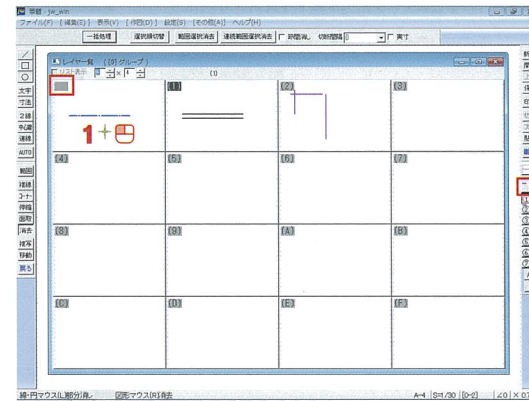 無題 - jw_win
ファイル(F) [編集(E)] 表示(V) [作図(D)] 設定(S) [その他(A)] ヘルプ(H)
一括処理 選択順切替 範囲選択消去 連続範囲選択消去 節間消し 切断間隔 実寸
レイヤ一覧 ([0]グループ)
リスト表示 × 4 (1)
(1) (2) (3)
1+
(4) (5) (6) (7)
(8) (9) (A) (B)
(C) (D) (E) (F)
文字
寸法
2線
中心線
連線
AUTO
範囲
複線
コーナー
伸縮
面取
消去
複写
移動
戻る
線・円マウス(L)部分消し 図形マウス(R)消去 A-4 S=1/30 [0-2] ∠0 ×